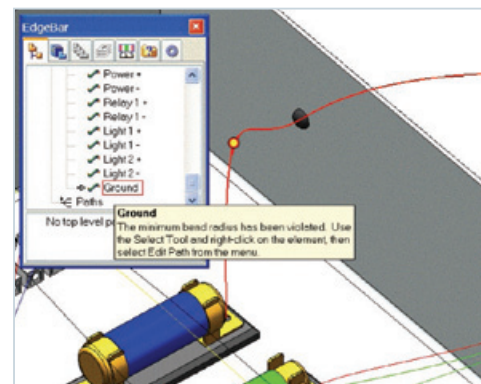 EdgeBar
Power +
Power -
Relay 1 +
Relay 1 -
Light 1 +
Light 1 -
Light 2 +
Light 2 -
Ground
Paths
No top level
Ground
The minimum bend radius has been violated. Use
the Select Tool and right-click on the element, then
select Edit Path from the menu.